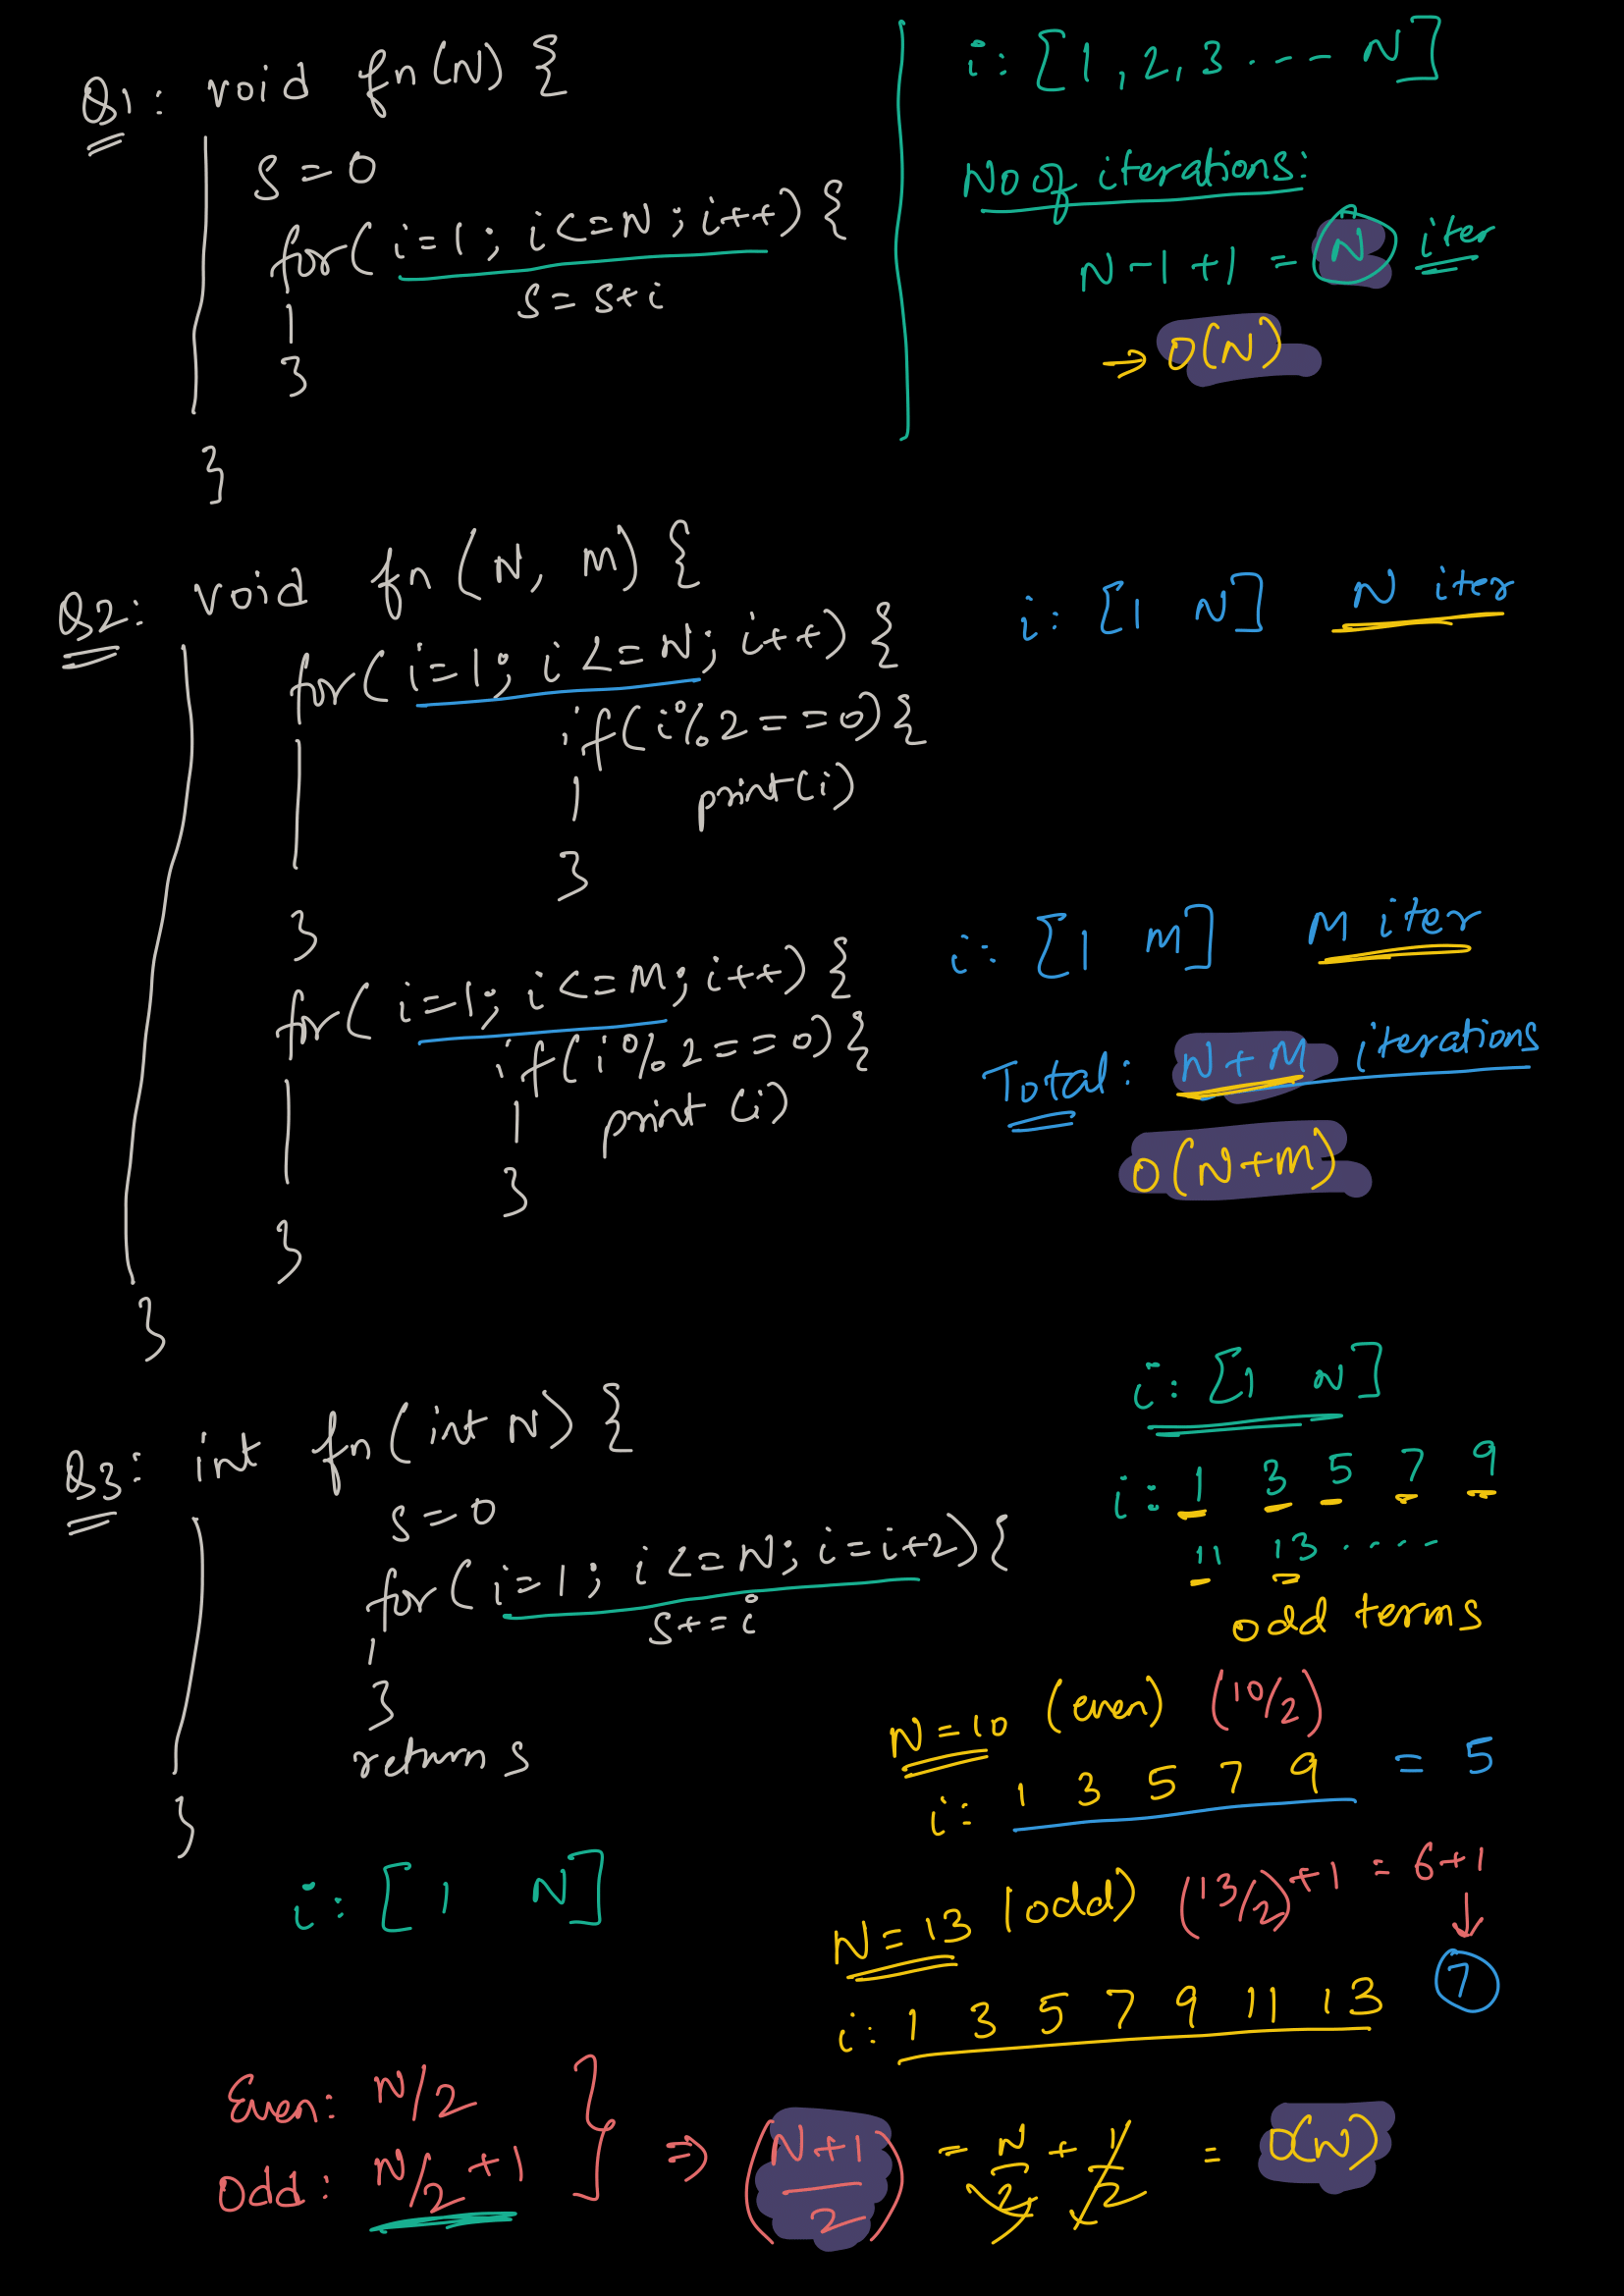 Q1: void fn(N) {
s = 0
for( i=1; i<=N; i++) {
s = s+i
}
}
i: [1, 2, 3 ---- N]
No of iterations:
N-1+1 = N iter
→ O(N)
Q2: void fn (N, M) {
for( i=1; i<=N; i++) {
if( i%2 == 0) {
print(i)
}
}
for( i=1; i<=M; i++) {
if( i%2 == 0) {
print (i)
}
}
}
i: [1 N] N iter
i: [1 M] M iter
Total: N+M iterations
O(N+M)
Q3: int fn( int N) {
s = 0
for( i=1; i<=N; i=i+2) {
s+=i
}
return s
}
i: [1 N]
i: 1 3 5 7 9
11 13 ....
odd terms
N=10 (even) (10/2)
i: 1 3 5 7 9 = 5
i: [1 N]
N=13 (odd) (13/2)+1 = 6+1
↓
7
i: 1 3 5 7 9 11 13
Even: N/2
Odd: N/2+1
} ⇒ (N+1/2) = N/2 + 1/2 = O(N)